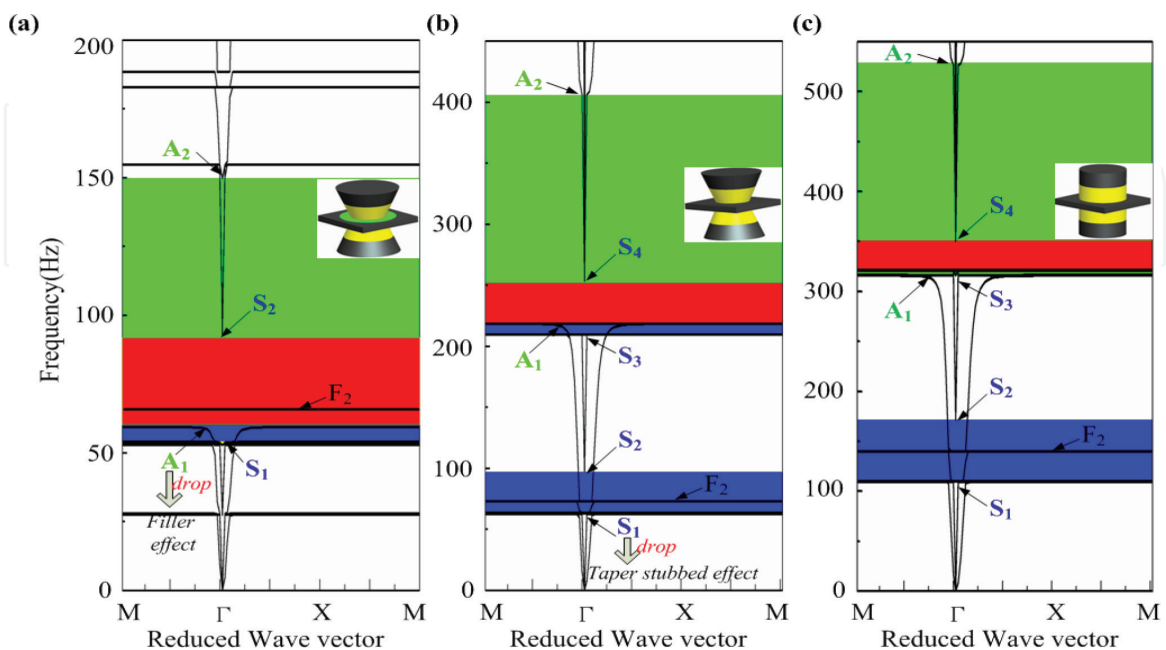 (a)
Frequency(Hz)
200
150
100
50
0
A₂
S₂
F₂
A₁
S₁
drop
Filler
effect
M Γ X M
Reduced Wave vector
(b)
400
300
200
100
0
A₂
S₄
A₁
S₃
S₂
F₂
S₁
drop
Taper stubbed effect
M Γ X M
Reduced Wave vector
(c)
500
400
300
200
100
0
A₂
S₄
S₃
A₁
S₂
F₂
S₁
M Γ X M
Reduced Wave vector